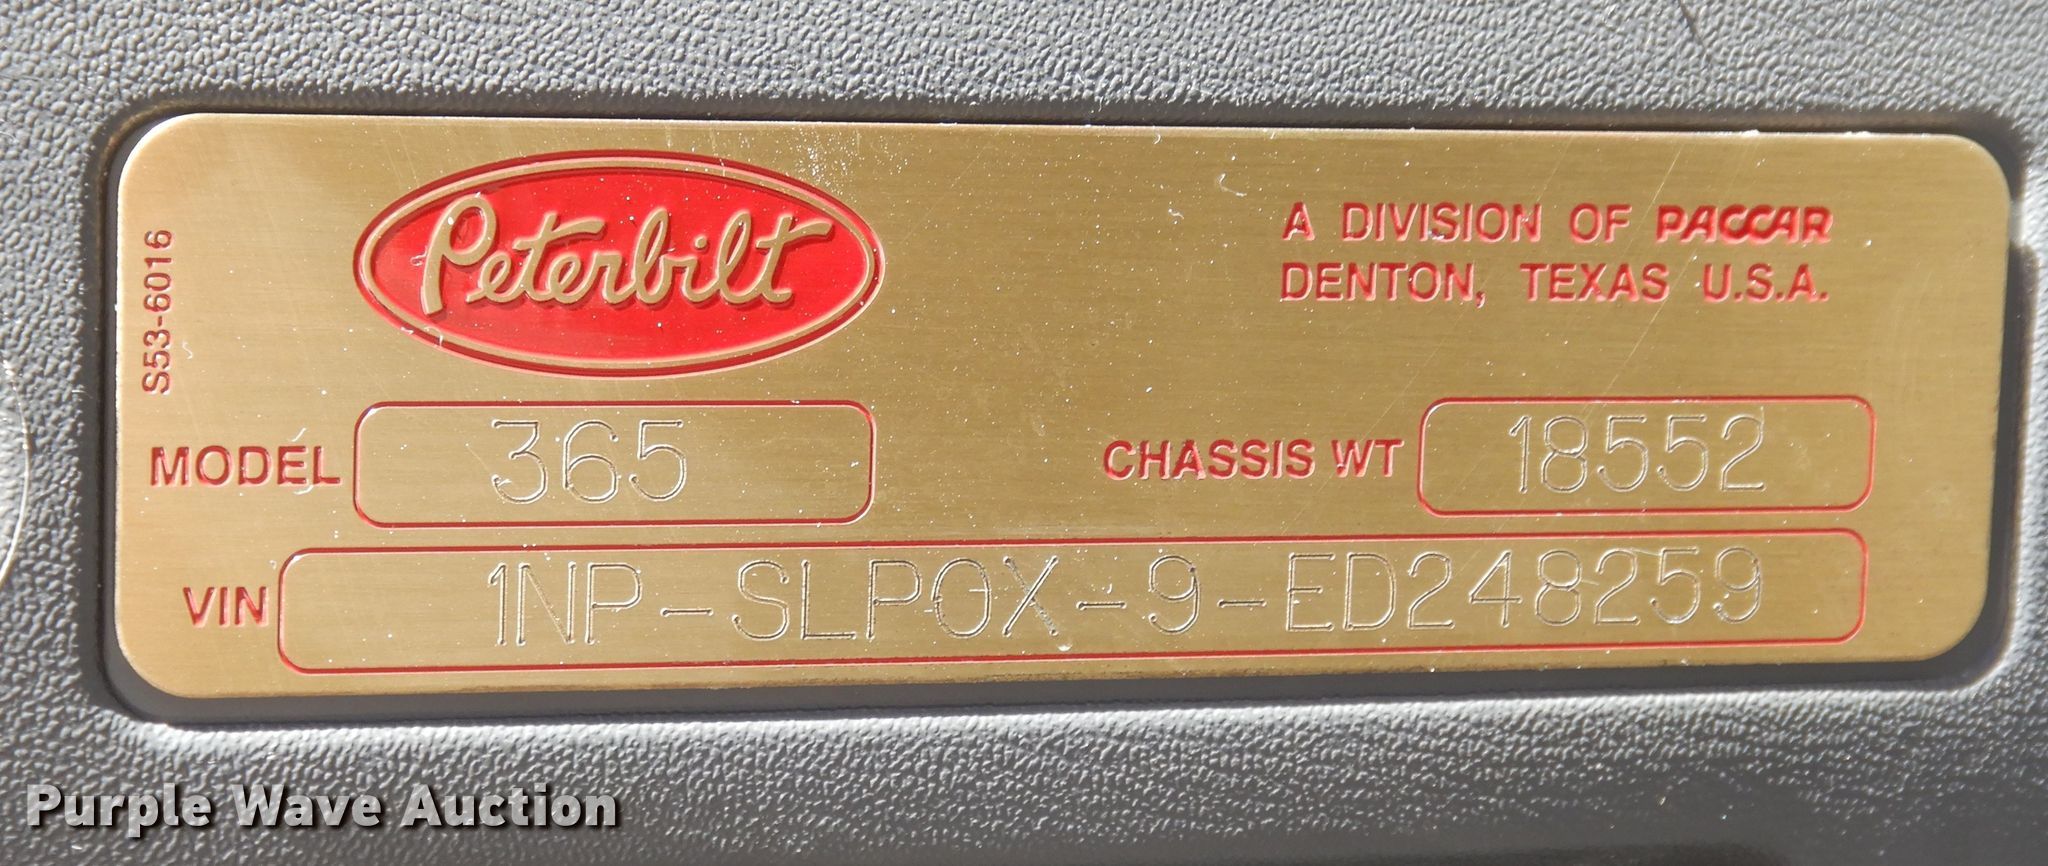 Peterbilt
A DIVISION OF PACCAR
DENTON, TEXAS U.S.A.
S53-6016
MODEL 365
CHASSIS WT 18552
VIN 1NP-SLP0X-9-ED248259
Purple Wave Auction